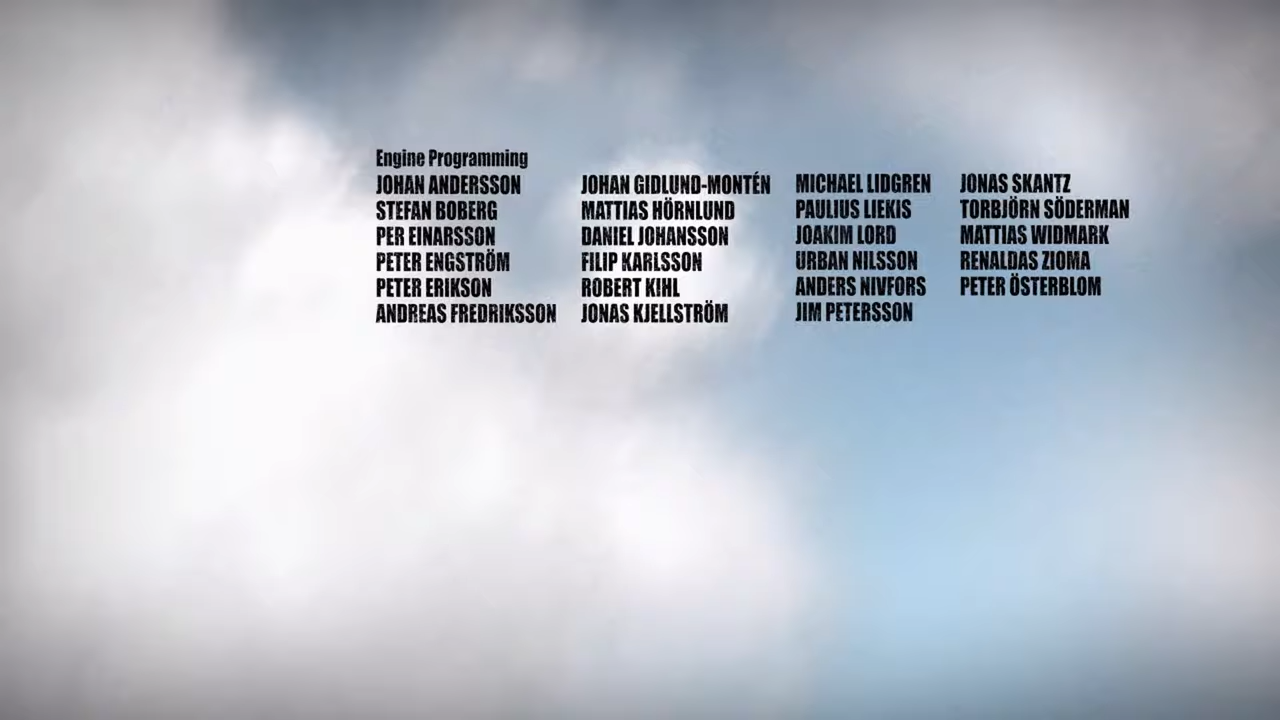 Engine Programming
JOHAN ANDERSSON
STEFAN BOBERG
PER EINARSSON
PETER ENGSTRÖM
PETER ERIKSON
ANDREAS FREDRIKSSON
JOHAN GIDLUND-MONTÉN
MATTIAS HÖRNLUND
DANIEL JOHANSSON
FILIP KARLSSON
ROBERT KIHL
JONAS KJELLSTRÖM
MICHAEL LIDGREN
PAULIUS LIEKIS
JOAKIM LORD
URBAN NILSSON
ANDERS NIVFORS
JIM PETERSSON
JONAS SKANTZ
TORBJÖRN SÖDERMAN
MATTIAS WIDMARK
RENALDAS ZIOMA
PETER ÖSTERBLOM